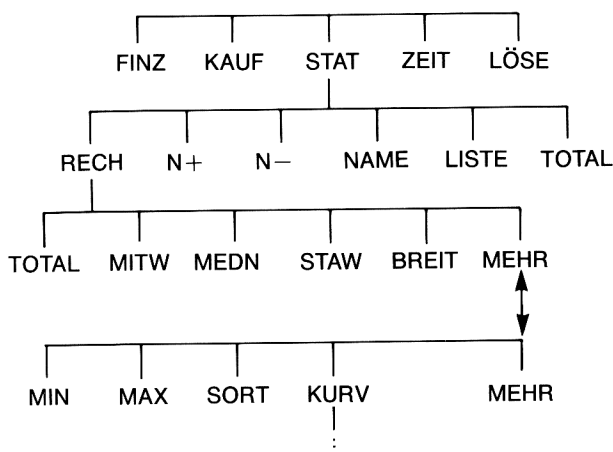 FINZ KAUF STAT ZEIT LÖSE
RECH N+ N− NAME LISTE TOTAL
TOTAL MITW MEDN STAW BREIT MEHR
MIN MAX SORT KURV MEHR